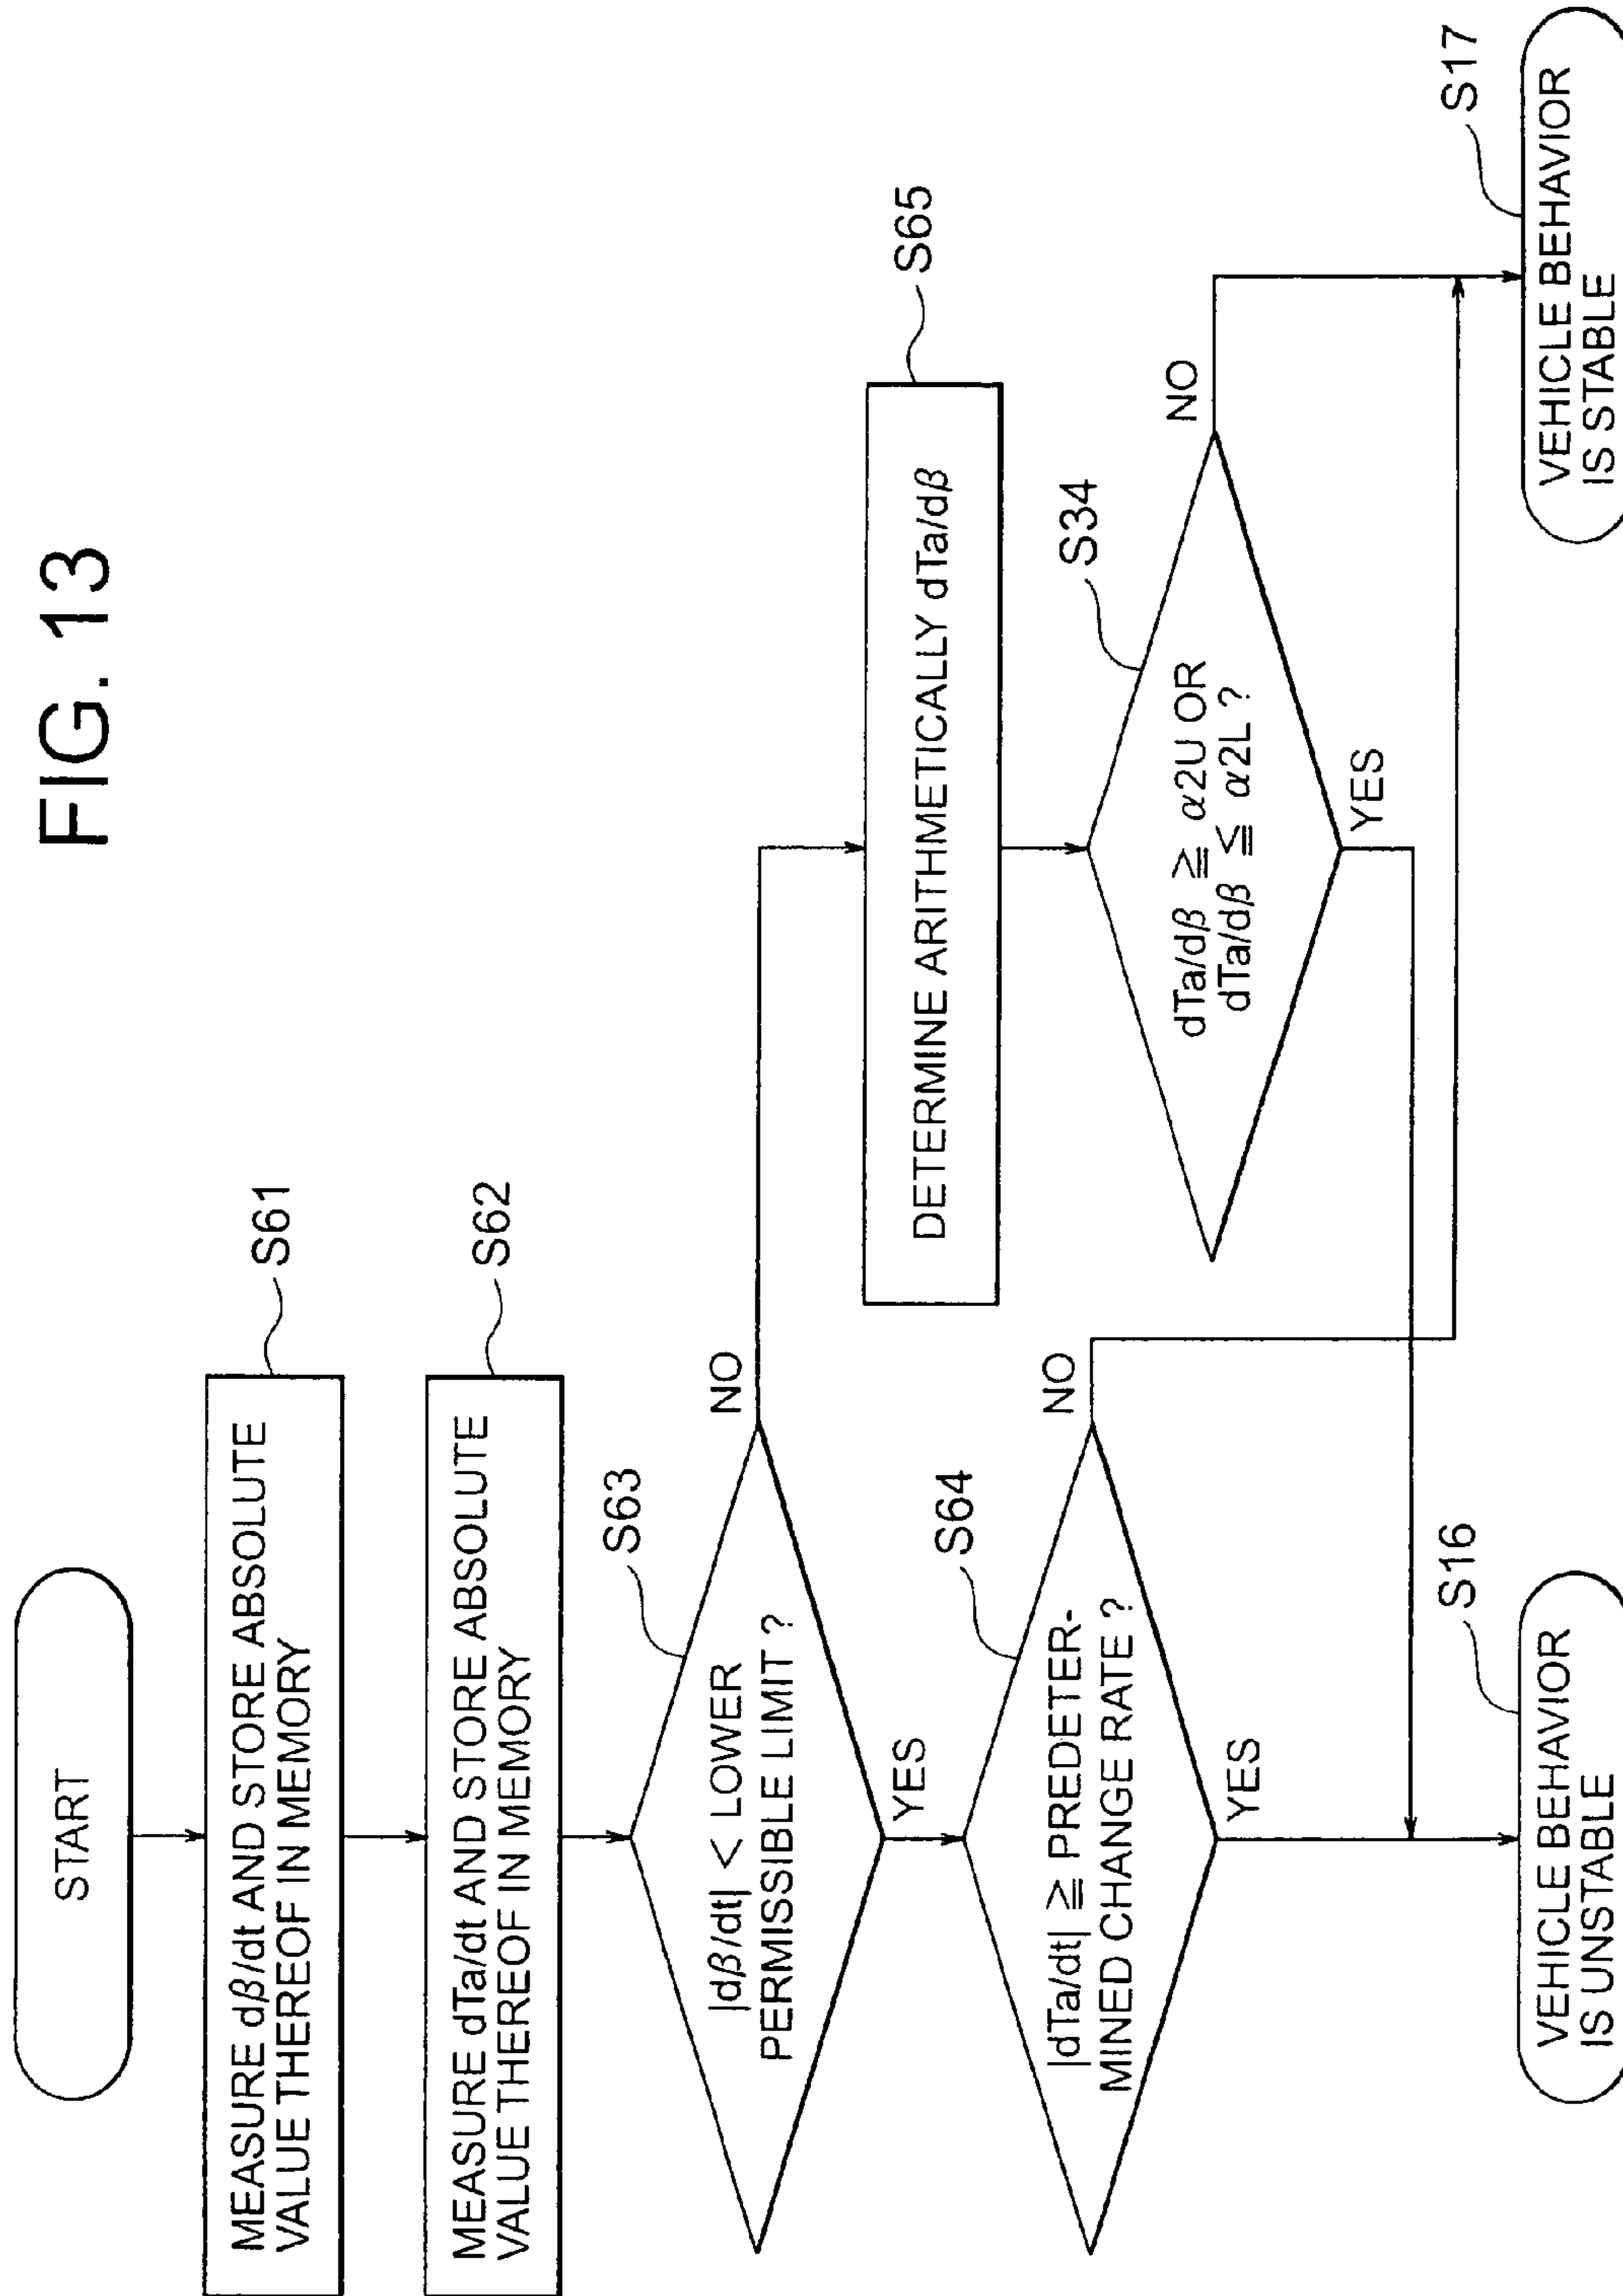 FIG. 13
START
MEASURE dβ/dt AND STORE ABSOLUTE
VALUE THEREOF IN MEMORY
S61
MEASURE dTa/dt AND STORE ABSOLUTE
VALUE THEREOF IN MEMORY
S62
|dβ/dt| < LOWER
PERMISSIBLE LIMIT ?
S63
NO
YES
|dTa/dt| ≧ PREDETER-
MINED CHANGE RATE ?
S64
NO
YES
DETERMINE ARITHMETICALLY dTa/dβ
S65
dTa/dβ ≧ α2U OR
dTa/dβ ≦ α2L ?
S34
NO
YES
VEHICLE BEHAVIOR
IS UNSTABLE
S16
VEHICLE BEHAVIOR
IS STABLE
S17